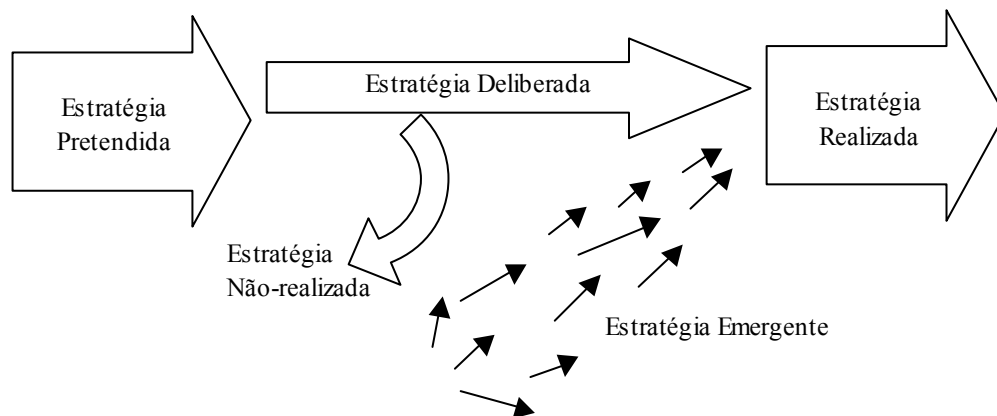 Estratégia
Pretendida
Estratégia Deliberada
Estratégia
Realizada
Estratégia
Não-realizada
Estratégia Emergente